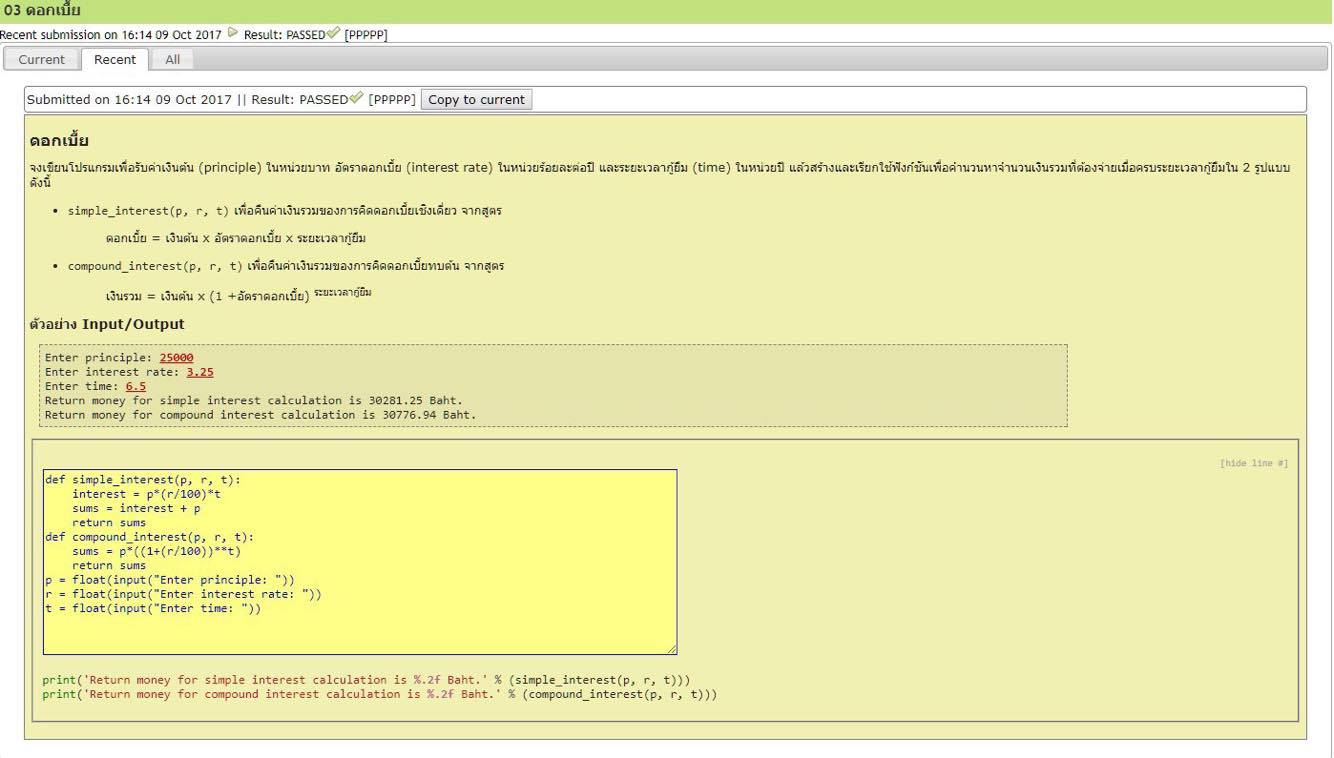 03 ดอกเบี้ย
Recent submission on 16:14 09 Oct 2017 Result: PASSED [PPPPP]
Current Recent All
Submitted on 16:14 09 Oct 2017 || Result: PASSED [PPPPP] Copy to current
ดอกเบี้ย
จงเขียนโปรแกรมเพื่อรับค่าเงินต้น (principle) ในหน่วยบาท อัตราดอกเบี้ย (interest rate) ในหน่วยร้อยละต่อปี และระยะเวลากู้ยืม (time) ในหน่วยปี แล้วสร้างและเรียกใช้ฟังก์ชันเพื่อคำนวนหาจำนวนเงินรวมที่ต้องจ่ายเมื่อครบระยะเวลากู้ยืมใน 2 รูปแบบ
ดังนี้
• simple_interest(p, r, t) เพื่อคืนค่าเงินรวมของการคิดดอกเบี้ยเชิงเดี่ยว จากสูตร
ดอกเบี้ย = เงินต้น x อัตราดอกเบี้ย x ระยะเวลากู้ยืม
• compound_interest(p, r, t) เพื่อคืนค่าเงินรวมของการคิดดอกเบี้ยทบต้น จากสูตร
เงินรวม = เงินต้น x (1 +อัตราดอกเบี้ย) ระยะเวลากู้ยืม
ตัวอย่าง Input/Output
Enter principle: 25000
Enter interest rate: 3.25
Enter time: 6.5
Return money for simple interest calculation is 30281.25 Baht.
Return money for compound interest calculation is 30776.94 Baht.
[hide line #]
def simple_interest(p, r, t):
    interest = p*(r/100)*t
    sums = interest + p
    return sums
def compound_interest(p, r, t):
    sums = p*((1+(r/100))**t)
    return sums
p = float(input("Enter principle: "))
r = float(input("Enter interest rate: "))
t = float(input("Enter time: "))
print('Return money for simple interest calculation is %.2f Baht.' % (simple_interest(p, r, t)))
print('Return money for compound interest calculation is %.2f Baht.' % (compound_interest(p, r, t)))